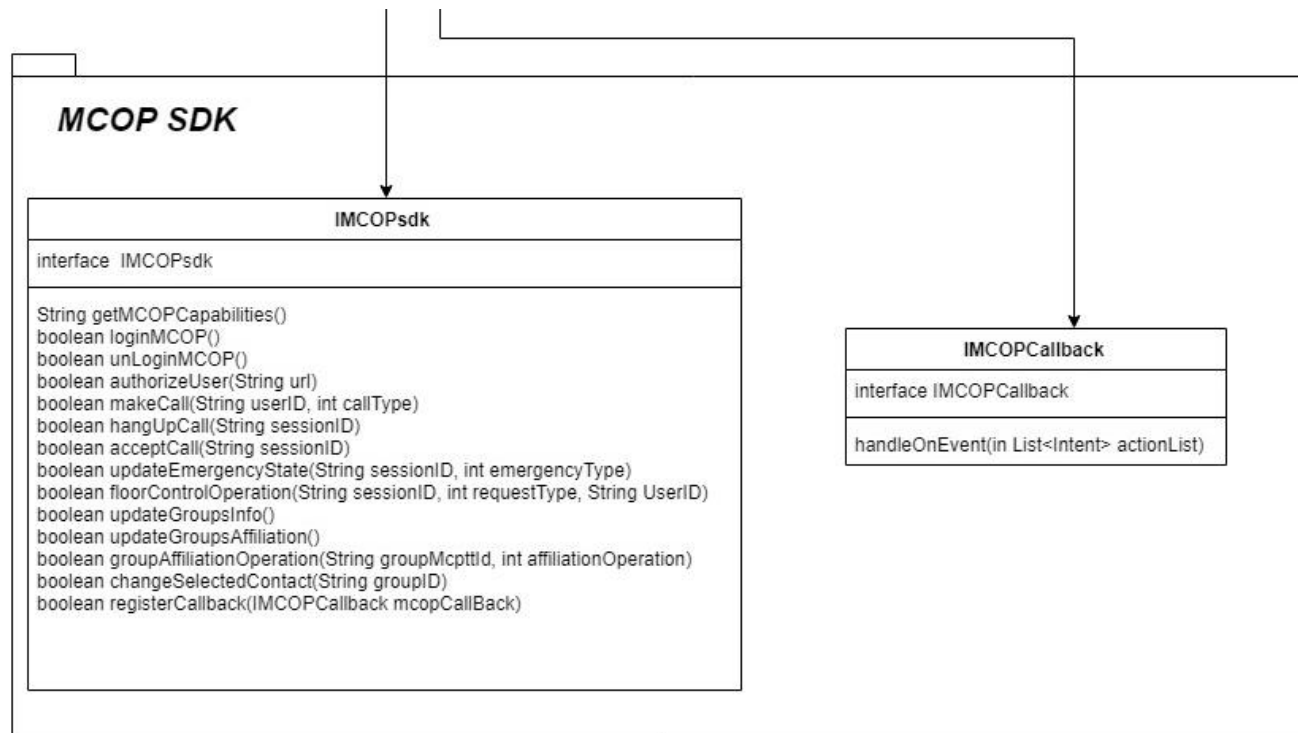 MCOP SDK
IMCOPsdk
interface IMCOPsdk
String getMCOPCapabilities()
boolean loginMCOP()
boolean unLoginMCOP()
boolean authorizeUser(String url)
boolean makeCall(String userID, int callType)
boolean hangUpCall(String sessionID)
boolean acceptCall(String sessionID)
boolean updateEmergencyState(String sessionID, int emergencyType)
boolean floorControlOperation(String sessionID, int requestType, String UserID)
boolean updateGroupsInfo()
boolean updateGroupsAffiliation()
boolean groupAffiliationOperation(String groupMcpttId, int affiliationOperation)
boolean changeSelectedContact(String groupID)
boolean registerCallback(IMCOPCallback mcopCallBack)
IMCOPCallback
interface IMCOPCallback
handleOnEvent(in List<Intent> actionList)